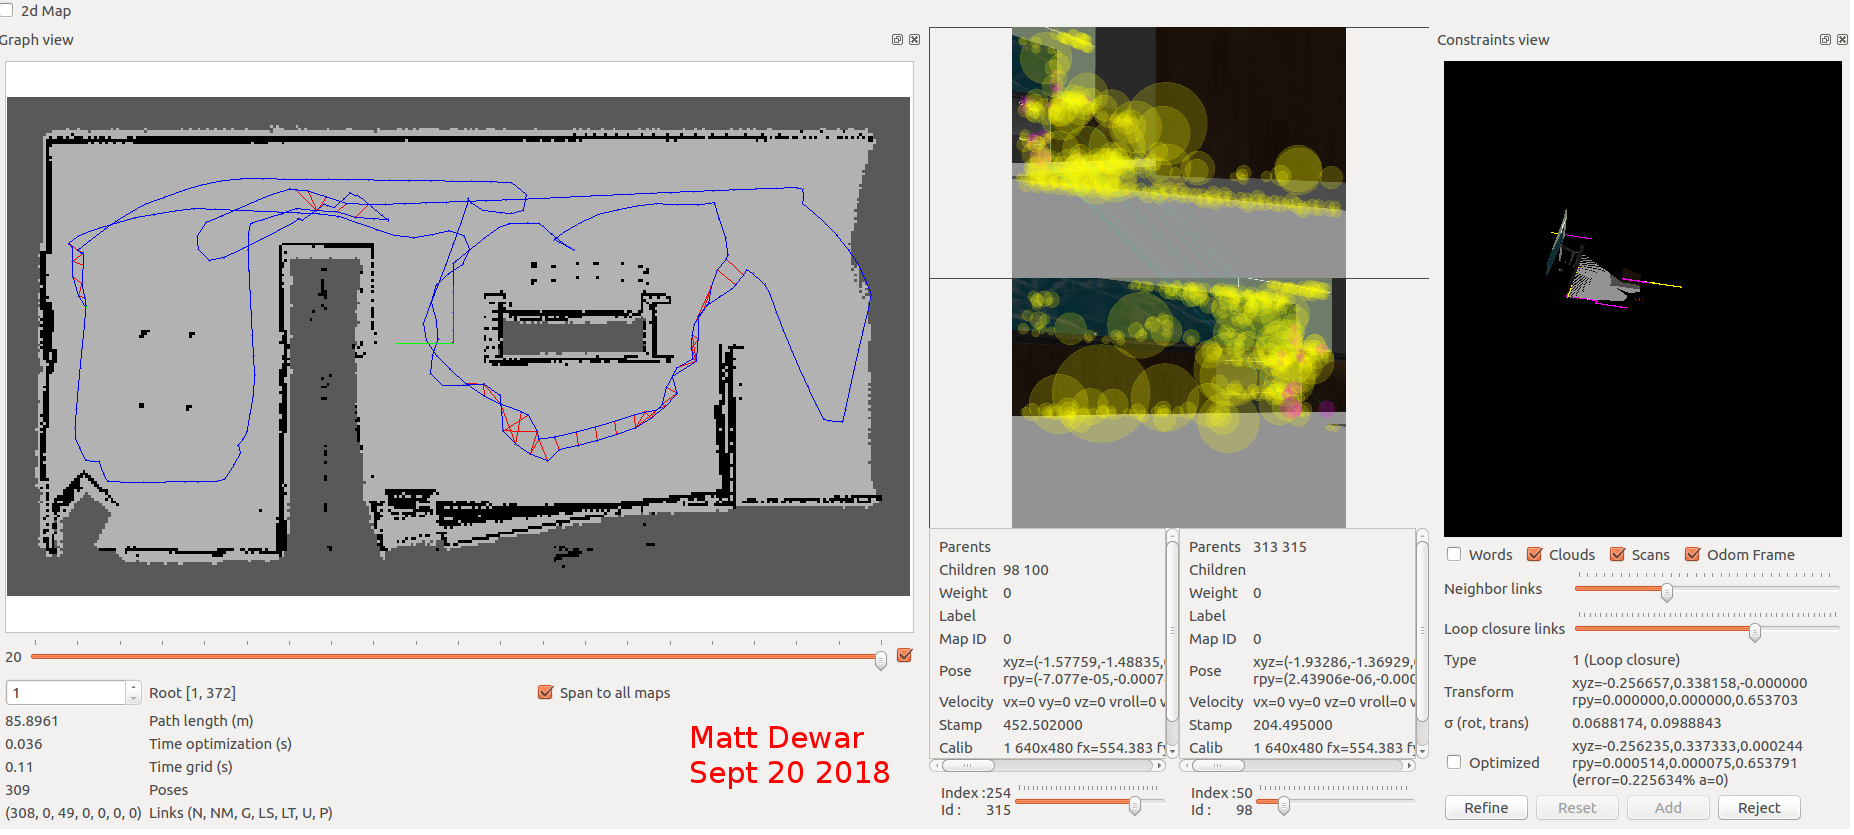 2d Map
Graph view
20
1
Root [1, 372]
Span to all maps
85.8961 Path length (m)
0.036 Time optimization (s)
0.11 Time grid (s)
309 Poses
(308, 0, 49, 0, 0, 0, 0) Links (N, NM, G, LS, LT, U, P)
Matt Dewar
Sept 20 2018
Parents
Children 98 100
Weight 0
Label
Map ID 0
Pose xyz=(-1.57759,-1.48835,
rpy=(-7.077e-05,-0.0007
Velocity vx=0 vy=0 vz=0 vroll=0 v
Stamp 452.502000
Calib 1 640x480 fx=554.383 f
Index :254
Id : 315
Parents 313 315
Children
Weight 0
Label
Map ID 0
Pose xyz=(-1.93286,-1.36929,
rpy=(2.43906e-06,-0.000
Velocity vx=0 vy=0 vz=0 vroll=0 v
Stamp 204.495000
Calib 1 640x480 fx=554.383 f
Index :50
Id : 98
Constraints view
Words Clouds Scans Odom Frame
Neighbor links
Loop closure links
Type 1 (Loop closure)
Transform xyz=-0.256657,0.338158,-0.000000
rpy=0.000000,0.000000,0.653703
σ (rot, trans) 0.0688174, 0.0988843
Optimized xyz=-0.256235,0.337333,0.000244
rpy=0.000514,0.000075,0.653791
(error=0.225634% a=0)
Refine Reset Add Reject